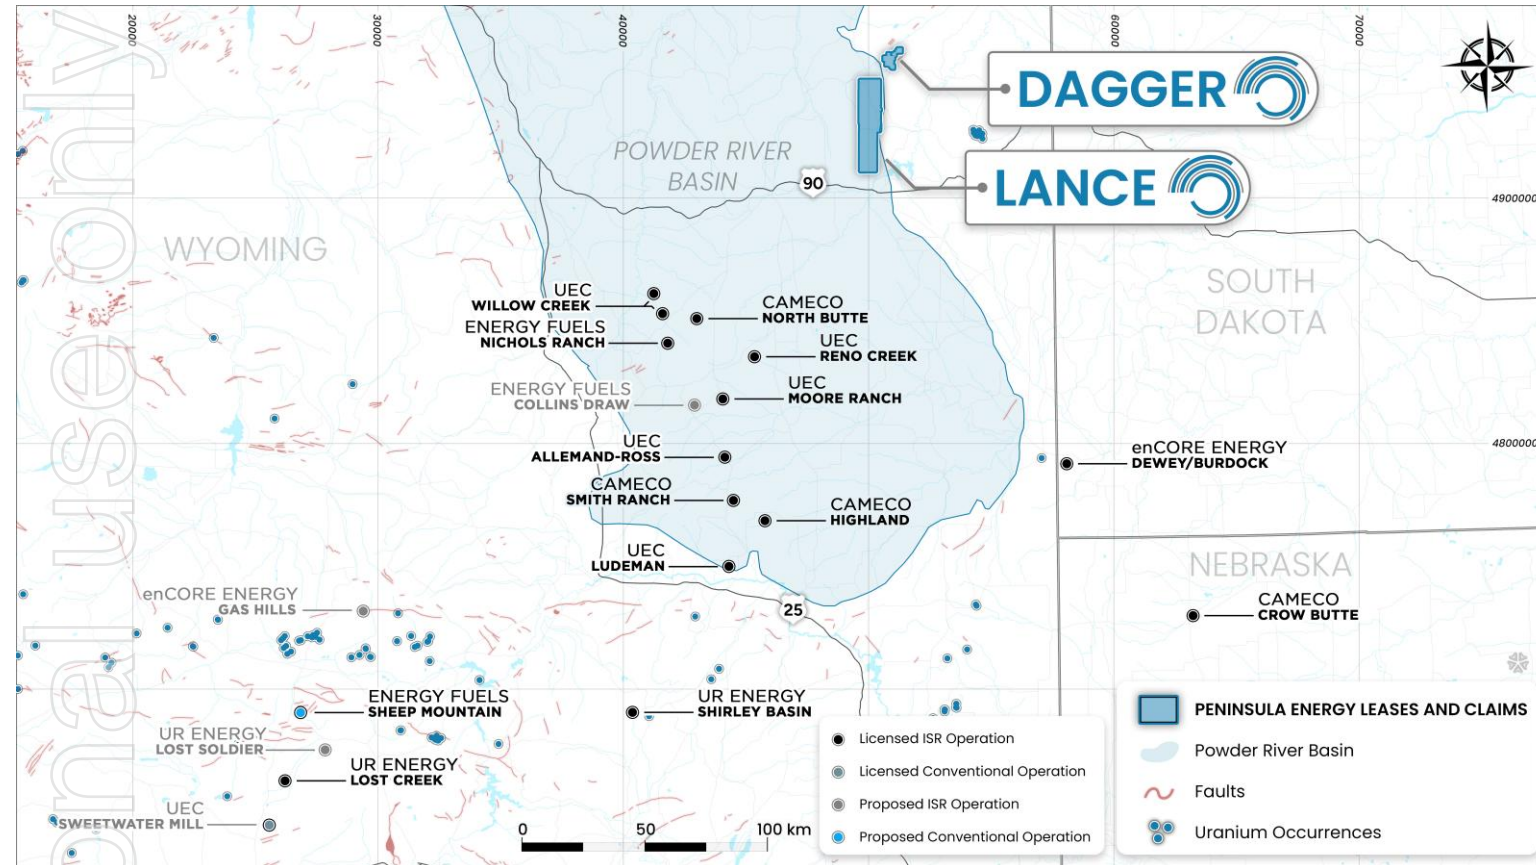 onal use only
20000
30000
40000
60000
70000
DAGGER
LANCE
POWDER RIVER
BASIN
90
4900000
WYOMING
SOUTH
DAKOTA
UEC
WILLOW CREEK
CAMECO
NORTH BUTTE
ENERGY FUELS
NICHOLS RANCH
UEC
RENO CREEK
ENERGY FUELS
COLLINS DRAW
UEC
MOORE RANCH
UEC
ALLEMAND-ROSS
4800000
enCORE ENERGY
DEWEY/BURDOCK
CAMECO
SMITH RANCH
CAMECO
HIGHLAND
UEC
LUDEMAN
NEBRASKA
enCORE ENERGY
GAS HILLS
25
CAMECO
CROW BUTTE
ENERGY FUELS
SHEEP MOUNTAIN
UR ENERGY
SHIRLEY BASIN
UR ENERGY
LOST SOLDIER
UR ENERGY
LOST CREEK
UEC
SWEETWATER MILL
0 50 100 km
Licensed ISR Operation
Licensed Conventional Operation
Proposed ISR Operation
Proposed Conventional Operation
PENINSULA ENERGY LEASES AND CLAIMS
Powder River Basin
Faults
Uranium Occurrences